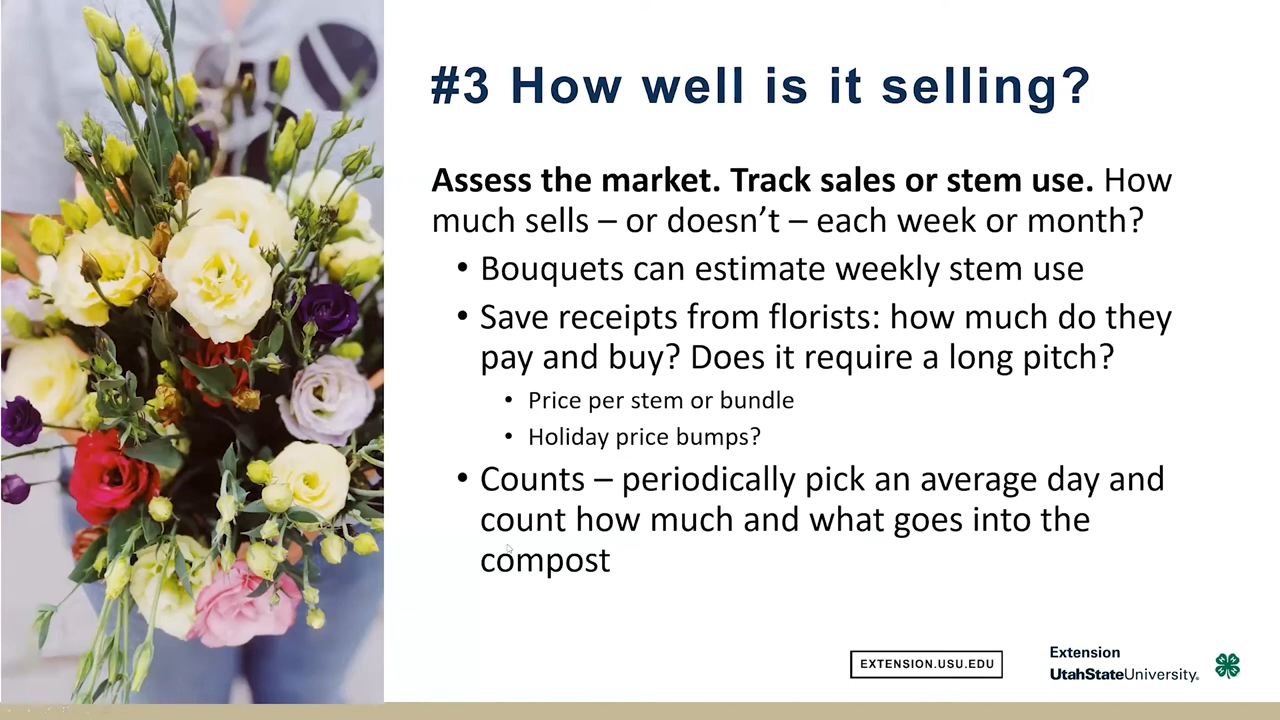 #3 How well is it selling?
Assess the market. Track sales or stem use. How
much sells – or doesn’t – each week or month?
• Bouquets can estimate weekly stem use
• Save receipts from florists: how much do they
pay and buy? Does it require a long pitch?
• Price per stem or bundle
• Holiday price bumps?
• Counts – periodically pick an average day and
count how much and what goes into the
compost
EXTENSION.USU.EDU
Extension
UtahStateUniversity®